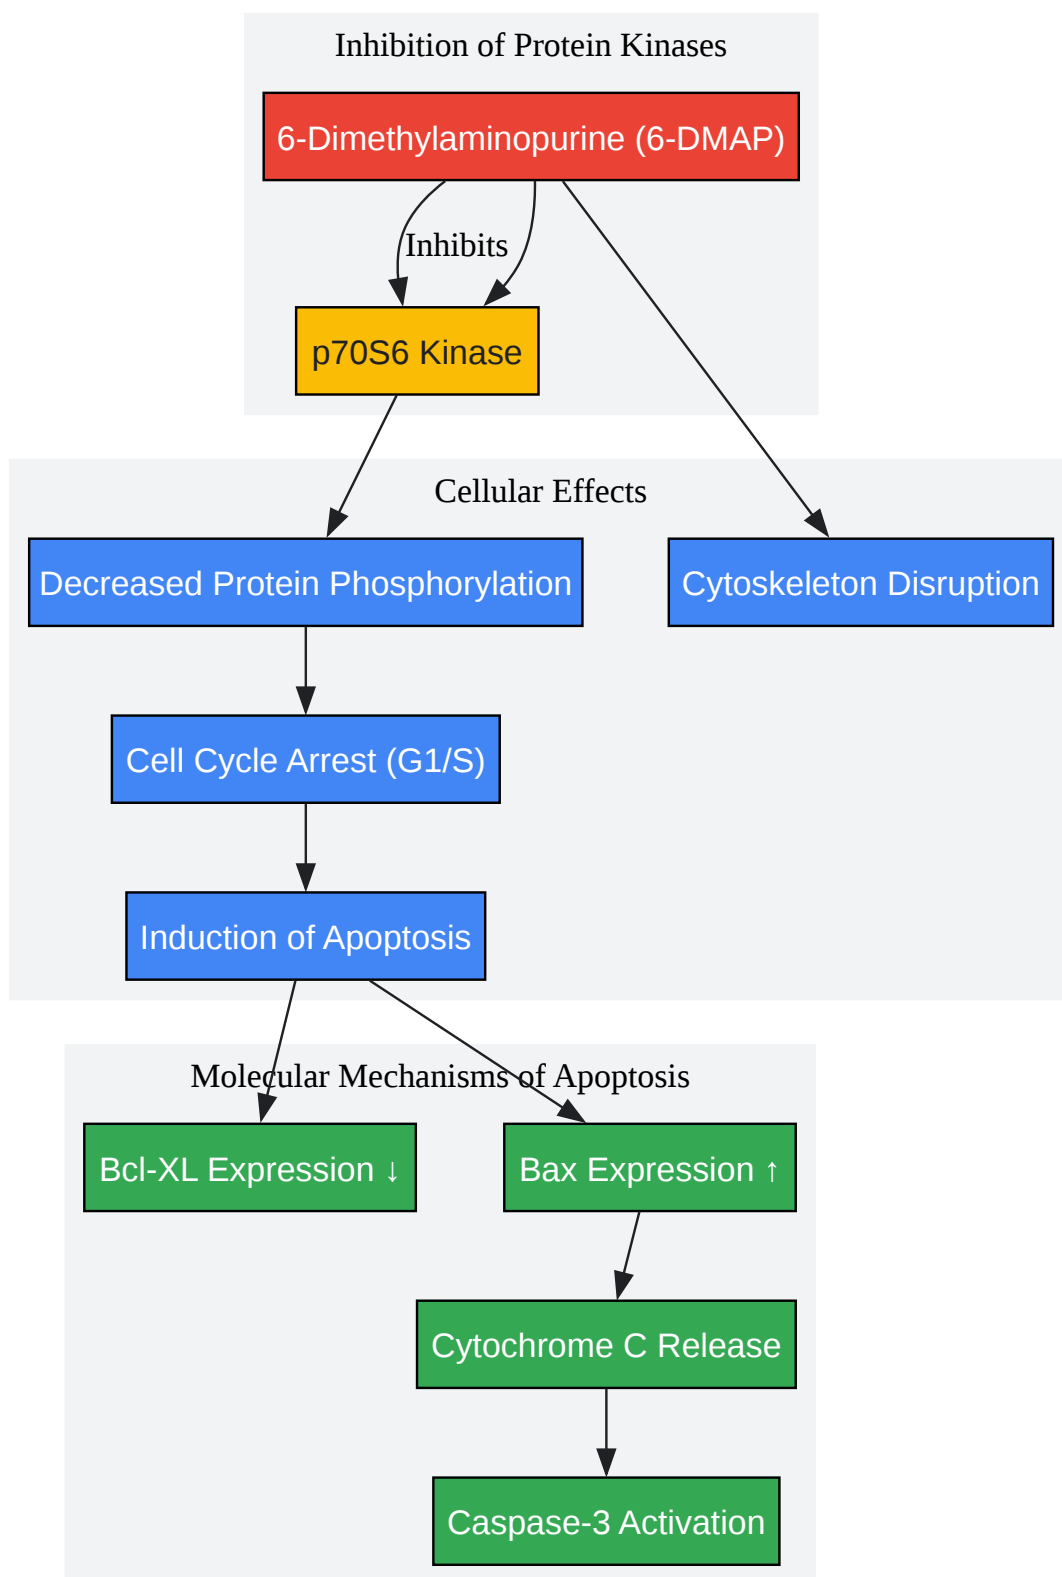 Inhibition of Protein Kinases
6-Dimethylaminopurine (6-DMAP)
Inhibits
p70S6 Kinase
Cellular Effects
Decreased Protein Phosphorylation
Cytoskeleton Disruption
Cell Cycle Arrest (G1/S)
Induction of Apoptosis
Molecular Mechanisms of Apoptosis
Bcl-XL Expression ↓
Bax Expression ↑
Cytochrome C Release
Caspase-3 Activation